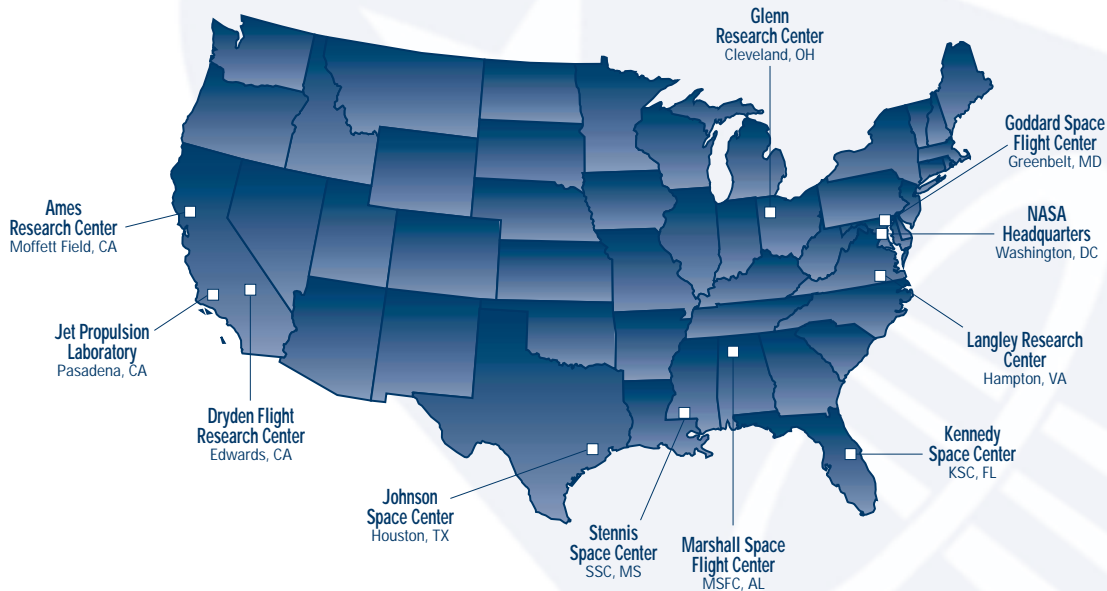 Glenn
Research Center
Cleveland, OH
Goddard Space
Flight Center
Greenbelt, MD
Ames
Research Center
Moffett Field, CA
NASA
Headquarters
Washington, DC
Jet Propulsion
Laboratory
Pasadena, CA
Langley Research
Center
Hampton, VA
Dryden Flight
Research Center
Edwards, CA
Kennedy
Space Center
KSC, FL
Johnson
Space Center
Houston, TX
Stennis
Space Center
SSC, MS
Marshall Space
Flight Center
MSFC, AL